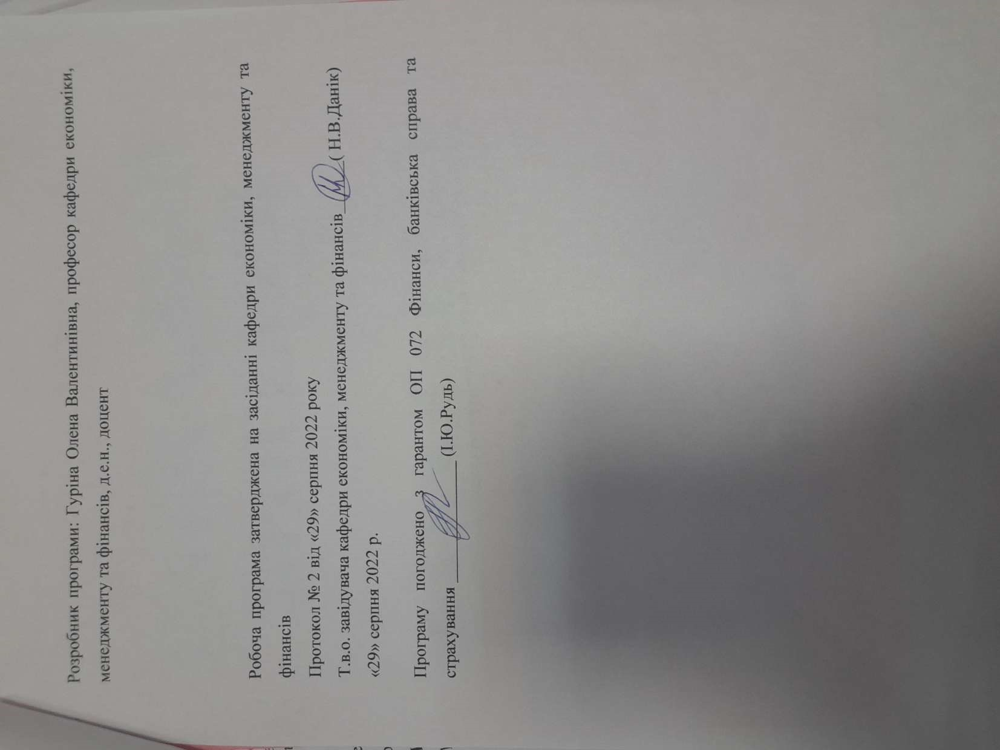 Розробник програми: Гуріна Олена Валентинівна, професор кафедри економіки,
менеджменту та фінансів, д.е.н., доцент
Робоча програма затверджена на засіданні кафедри економіки, менеджменту та
фінансів
Протокол № 2 від «29» серпня 2022 року
Т.в.о. завідувача кафедри економіки, менеджменту та фінансів ( Н.В.Данік)
«29» серпня 2022 р.
Програму погоджено з гарантом ОП 072 Фінанси, банківська справа та
страхування (І.Ю.Рудь)